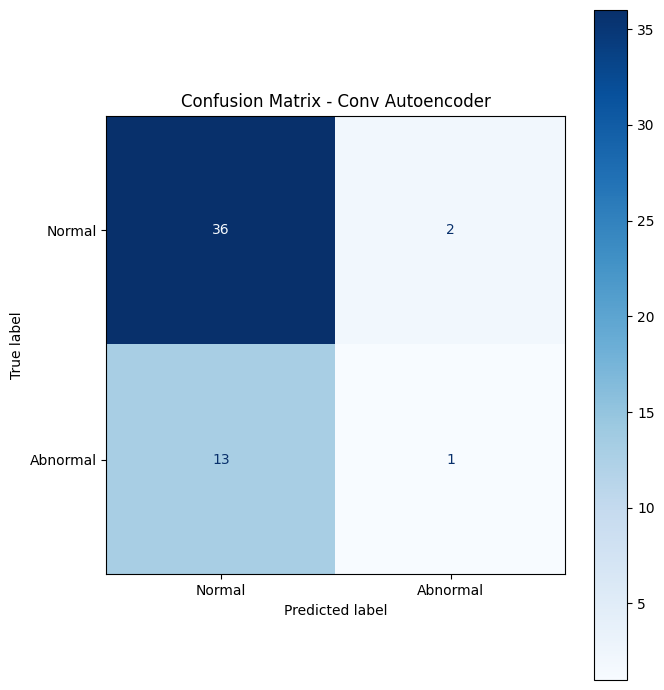 Confusion Matrix - Conv Autoencoder
True label
Normal
36
2
Abnormal
13
1
Normal
Abnormal
Predicted label
35
30
25
20
15
10
5